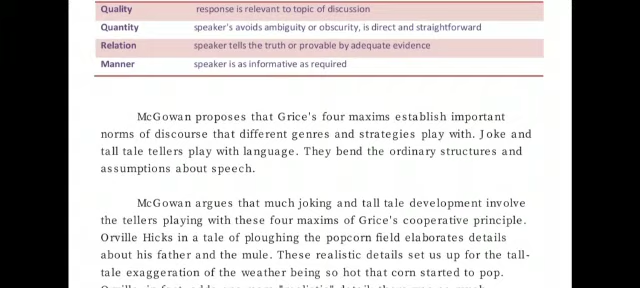 Quality response is relevant to topic of discussion
Quantity speaker's avoids ambiguity or obscurity, is direct and straightforward
Relation speaker tells the truth or provable by adequate evidence
Manner speaker is as informative as required
McGowan proposes that Grice's four maxims establish important
norms of discourse that different genres and strategies play with. Joke and
tall tale tellers play with language. They bend the ordinary structures and
assumptions about speech.
McGowan argues that much joking and tall tale development involve
the tellers playing with these four maxims of Grice's cooperative principle.
Orville Hicks in a tale of ploughing the popcorn field elaborates details
about his father and the mule. These realistic details set us up for the tall-
tale exaggeration of the weather being so hot that corn started to pop.